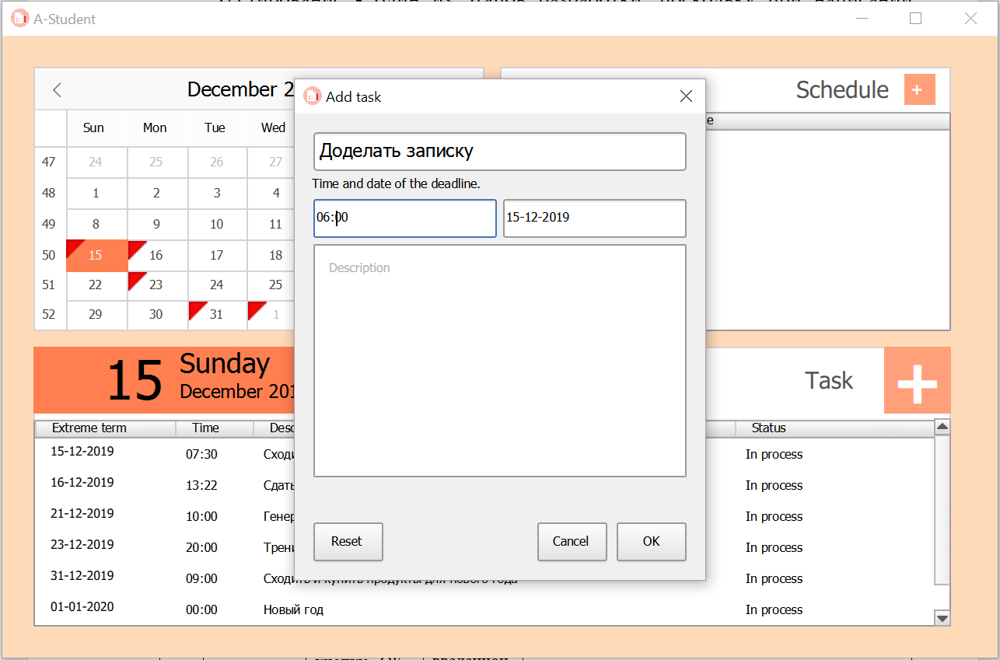 A-Student
December 2
Schedule
+
Add task
Sun Mon Tue Wed
e
47 24 25 26 27
Доделать записку
48 1 2 3 4
Time and date of the deadline.
49 8 9 10 11
06:00 15-12-2019
50 15 16 17 18
Description
51 22 23 24 25
52 29 30 31 1
15 Sunday
December 201
Task
Extreme term Time Desc Status
15-12-2019 07:30 Сходи In process
16-12-2019 13:22 Сдать In process
21-12-2019 10:00 Генер In process
23-12-2019 20:00 Трени In process
Reset Cancel OK
31-12-2019 09:00 Сходить и купить продукты для нового года In process
01-01-2020 00:00 Новый год In process